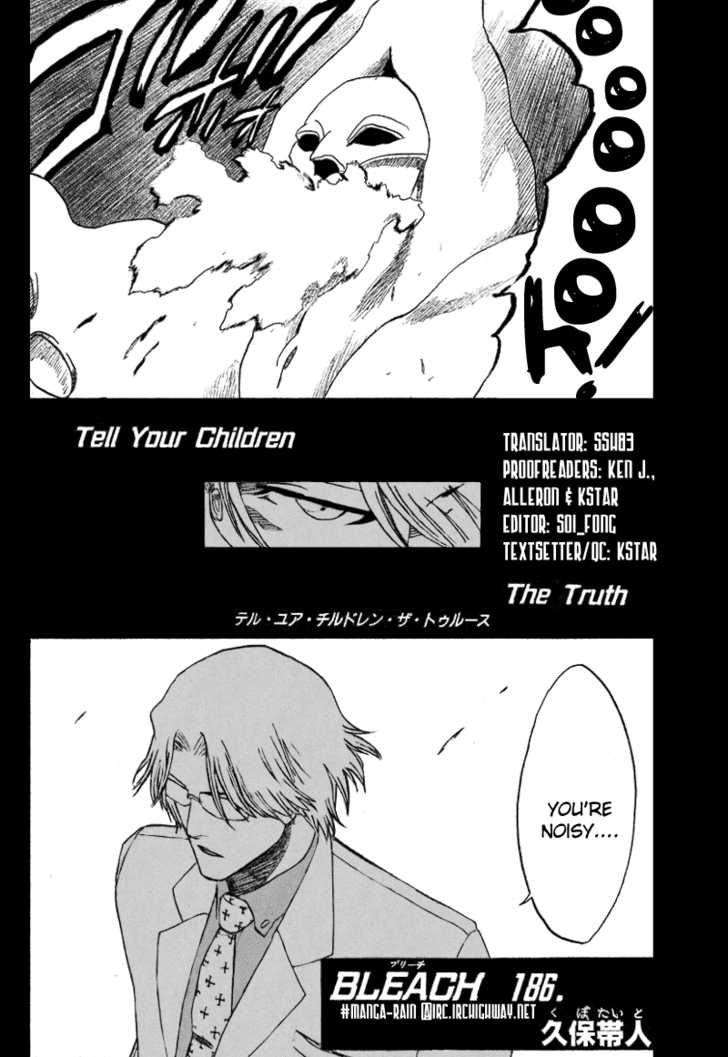 OOOOOO
!
Tell Your Children
TRANSLATOR: SSH83
PROOFREADERS: KEN J.,
ALLERON & KSTAR
EDITOR: SOI_FONG
TEXTSETTER/QC: KSTAR
The Truth
テル・ユア・チルドレン・ザ・トゥルース
YOU'RE
NOISY....
ブリーチ
BLEACH 186.
#MANGA-RAIN @IRC.IRCHIGHWAY.NET
くぼたいと
久保帯人